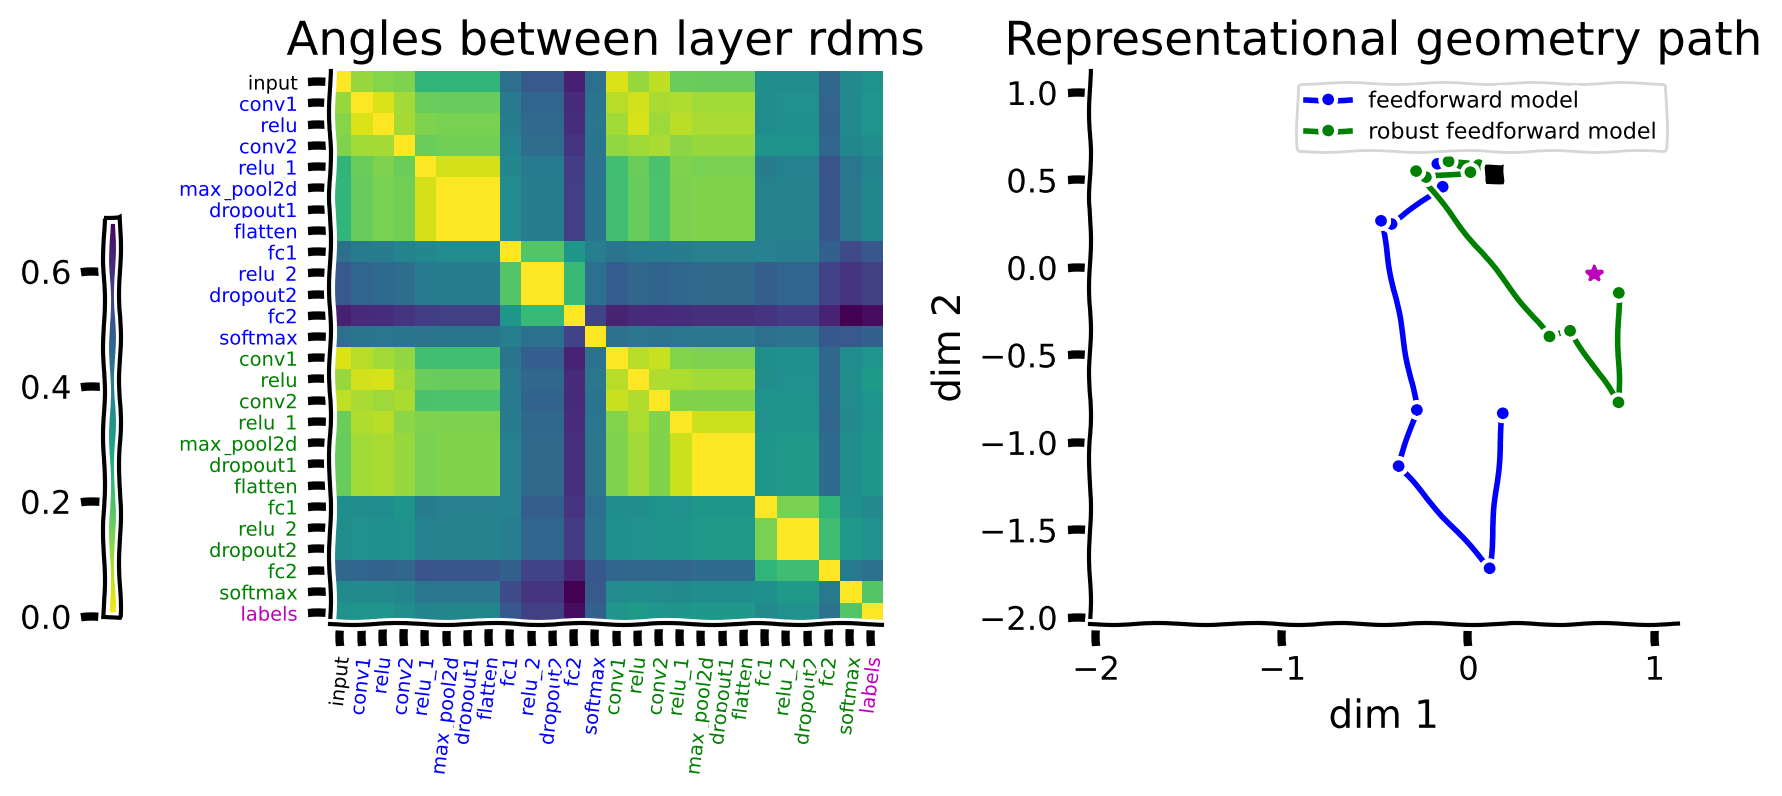 Angles between layer rdms
0.6
0.4
0.2
0.0
input
conv1
relu
conv2
relu_1
max_pool2d
dropout1
flatten
fc1
relu_2
dropout2
fc2
softmax
conv1
relu
conv2
relu_1
max_pool2d
dropout1
flatten
fc1
relu_2
dropout2
fc2
softmax
labels
input
conv1
relu
conv2
relu_1
max_pool2d
dropout1
flatten
fc1
relu_2
dropout2
fc2
softmax
conv1
relu
conv2
relu_1
max_pool2d
dropout1
flatten
fc1
relu_2
dropout2
fc2
softmax
labels
Representational geometry path
feedforward model
robust feedforward model
dim 2
1.0
0.5
0.0
−0.5
−1.0
−1.5
−2.0
−2
−1
0
1
dim 1